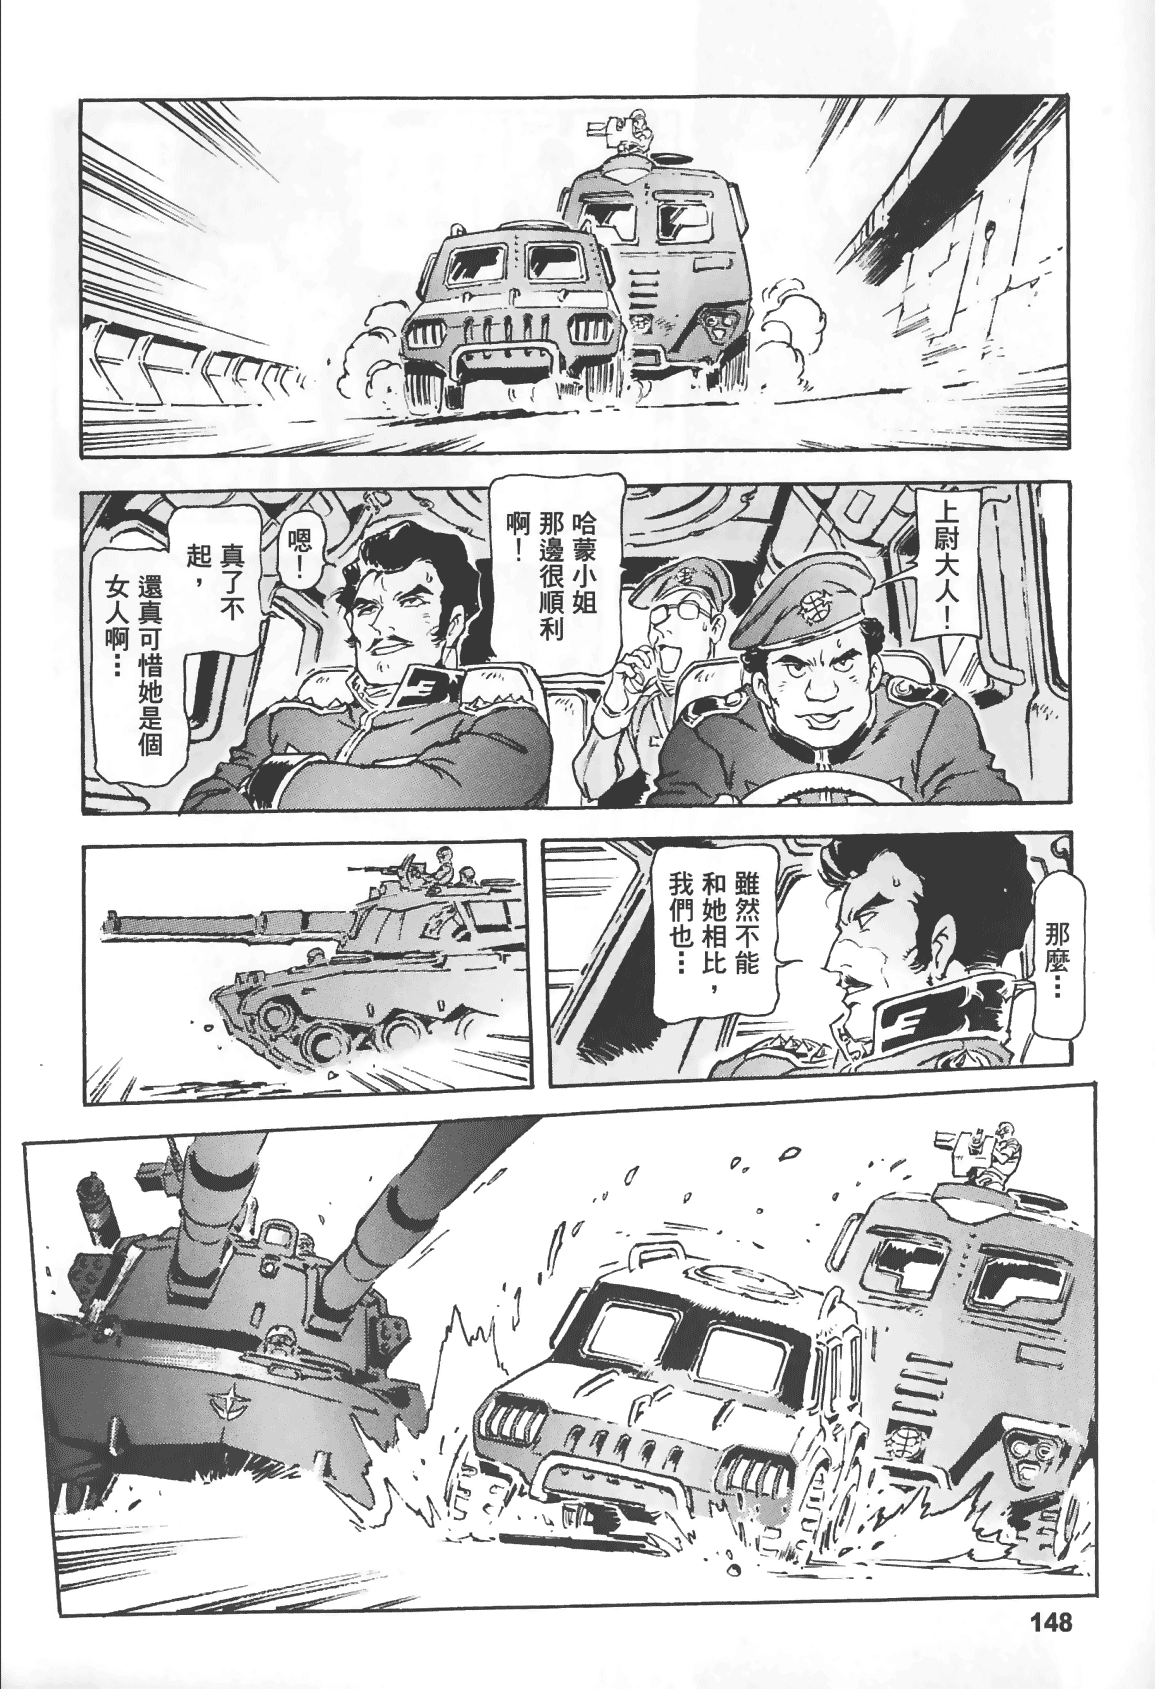 上尉大人！
哈蒙小姐
那邊很順利
啊！
嗯！
真了不
起，
還真可惜她是個
女人啊…
那麼…
雖然不能
和她相比，
我們也…
148